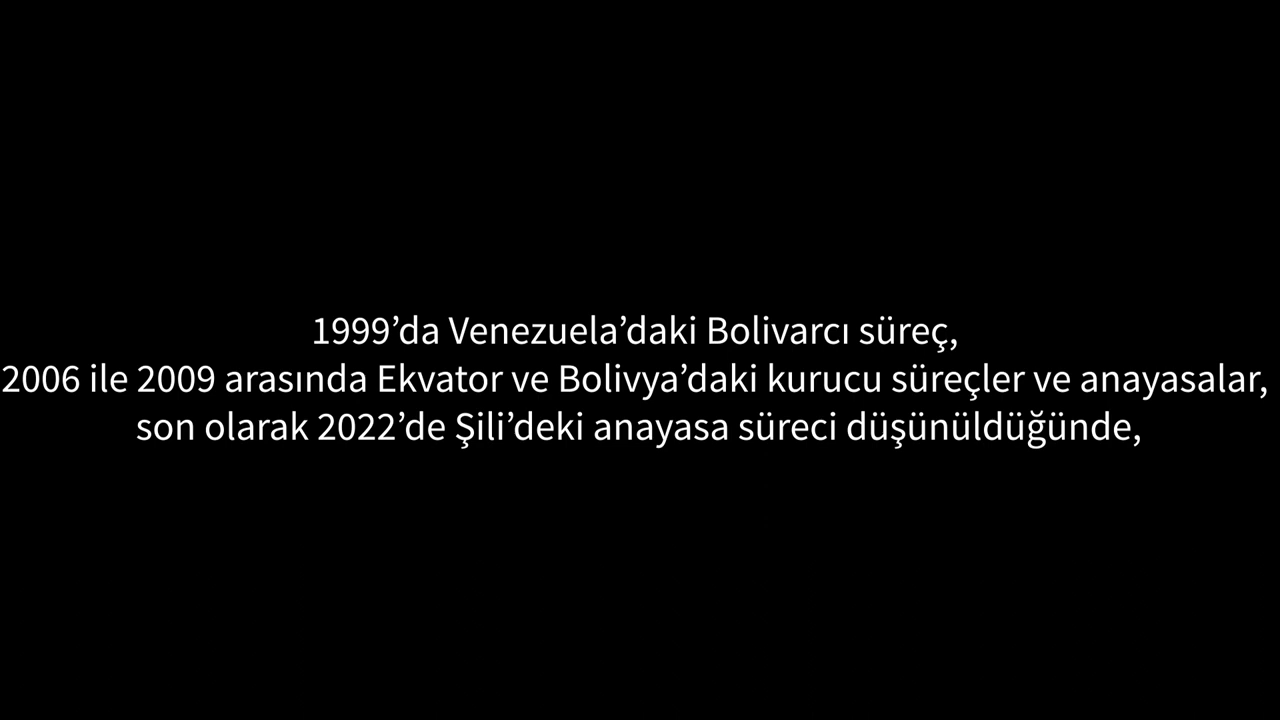 1999’da Venezuela’daki Bolivarcı süreç,
2006 ile 2009 arasında Ekvator ve Bolivya’daki kurucu süreçler ve anayasalar,
son olarak 2022’de Şili’deki anayasa süreci düşünüldüğünde,